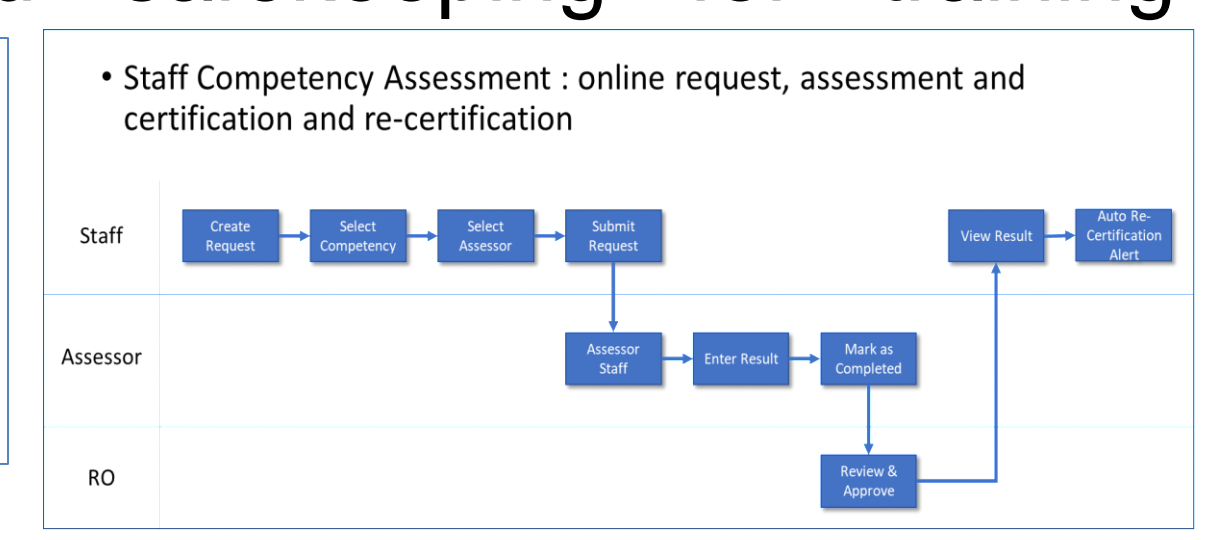 • Staff Competency Assessment : online request, assessment and
certification and re-certification
Staff
Create
Request
Select
Competency
Select
Assessor
Submit
Request
View Result
Auto Re-
Certification
Alert
Assessor
Assessor
Staff
Enter Result
Mark as
Completed
RO
Review &
Approve